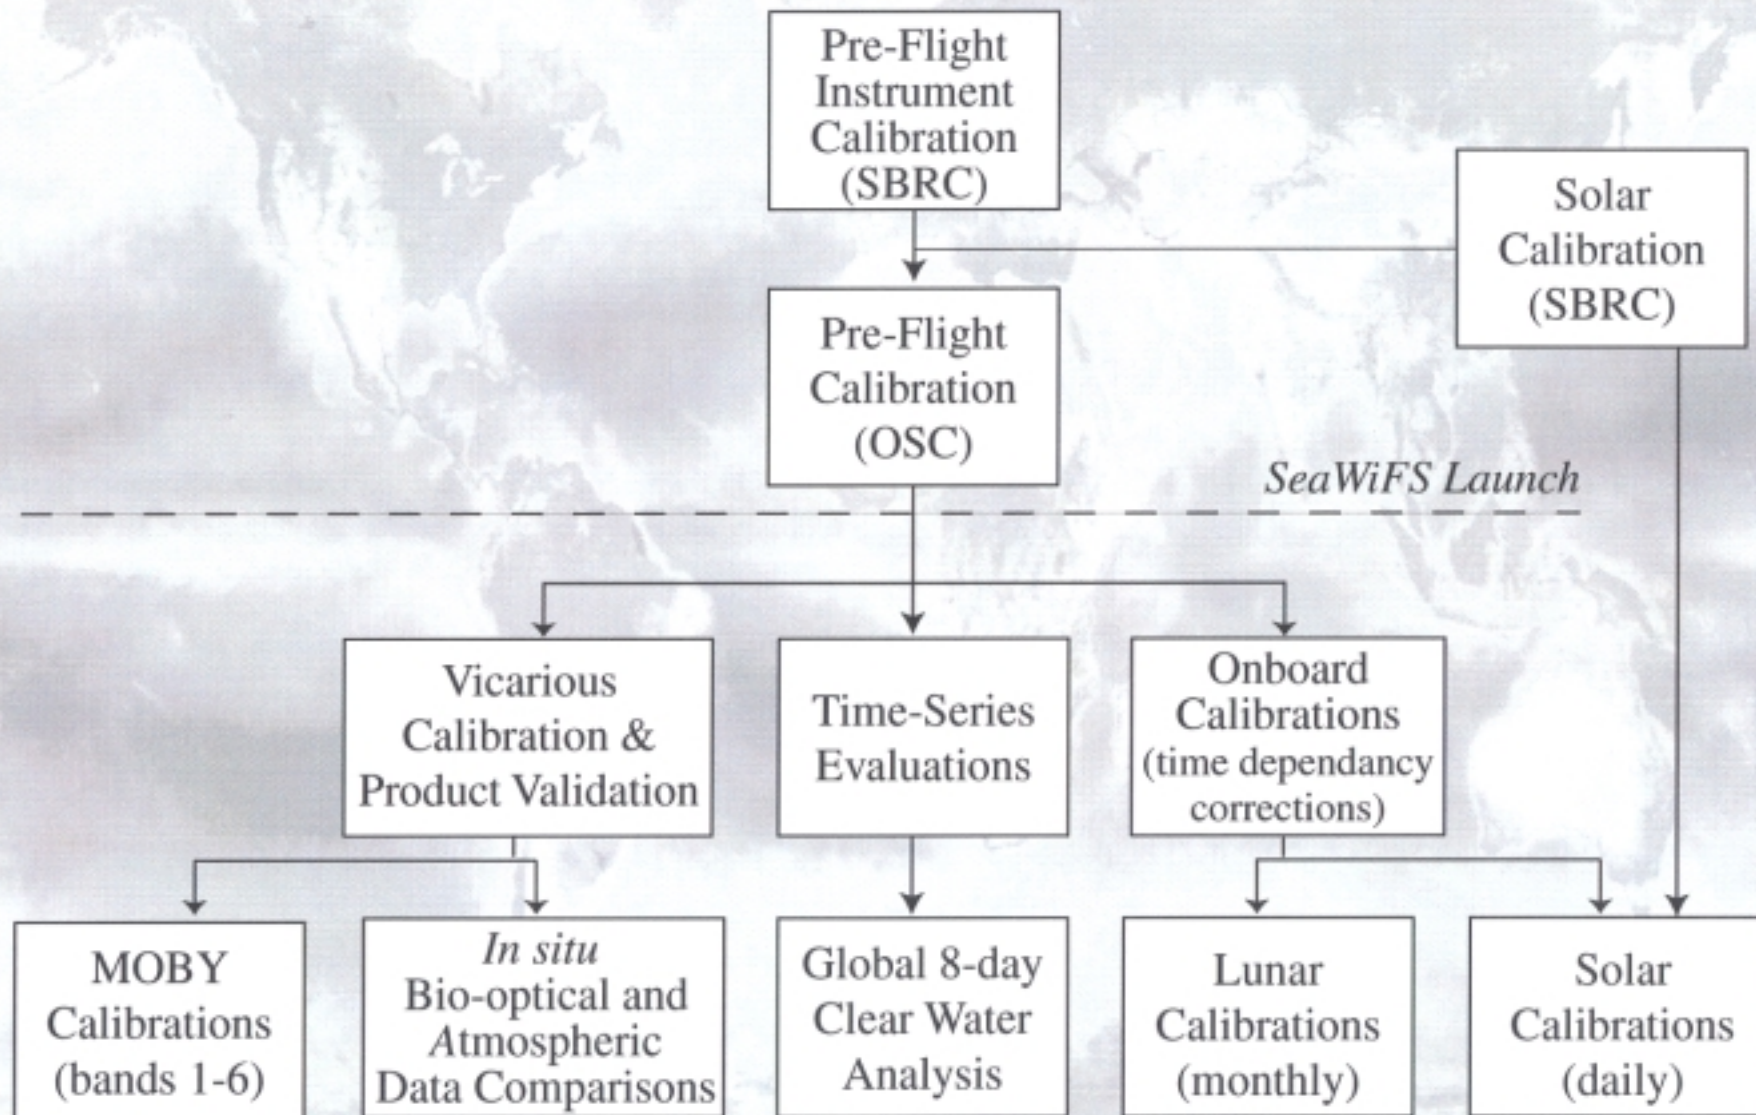 Pre-Flight
Instrument
Calibration
(SBRC)
Solar
Calibration
(SBRC)
Pre-Flight
Calibration
(OSC)
SeaWiFS Launch
Vicarious
Calibration &
Product Validation
Time-Series
Evaluations
Onboard
Calibrations
(time dependancy
corrections)
MOBY
Calibrations
(bands 1-6)
In situ
Bio-optical and
Atmospheric
Data Comparisons
Global 8-day
Clear Water
Analysis
Lunar
Calibrations
(monthly)
Solar
Calibrations
(daily)